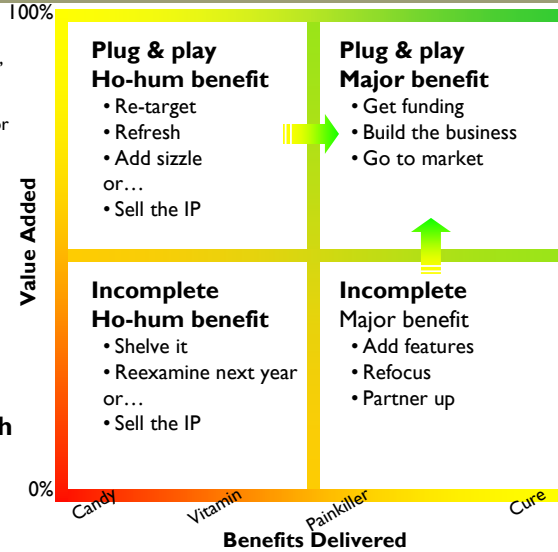 100%
Plug & play
Ho-hum benefit
• Re-target
• Refresh
• Add sizzle
or…
• Sell the IP
Plug & play
Major benefit
• Get funding
• Build the business
• Go to market
Value Added
Incomplete
Ho-hum benefit
• Shelve it
• Reexamine next year
or…
• Sell the IP
Incomplete
Major benefit
• Add features
• Refocus
• Partner up
0%
Candy
Vitamin
Painkiller
Cure
Benefits Delivered